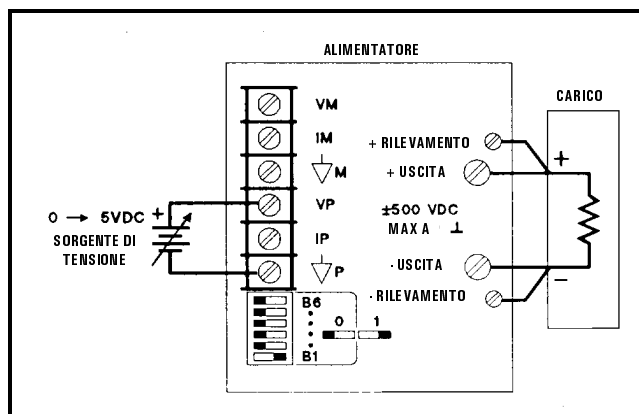 ALIMENTATORE
CARICO
VM
IM
M
VP
IP
P
+ RILEVAMENTO
+ USCITA
±500 VDC
MAX A ⊥
- USCITA
- RILEVAMENTO
+
−
0 → 5VDC +
SORGENTE DI
TENSIONE
B6
0 1
B1